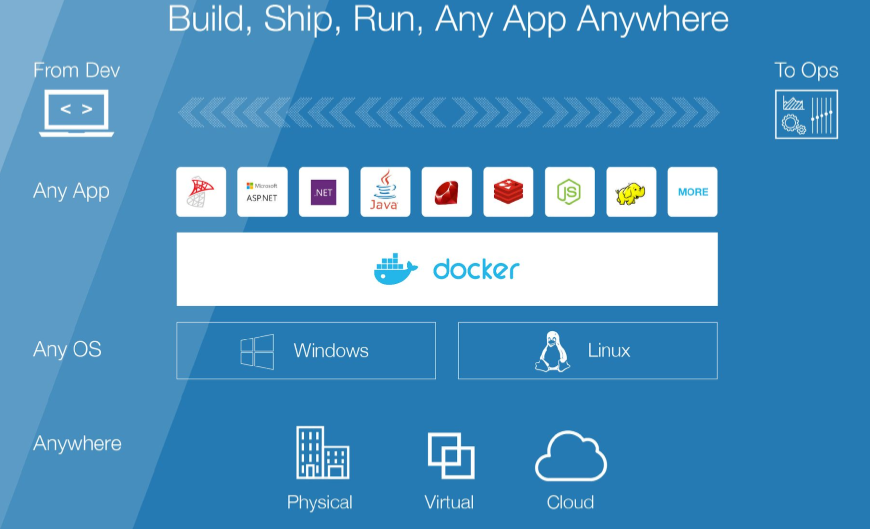 Build, Ship, Run, Any App Anywhere
From Dev
To Ops
< >
Any App
Microsoft
ASP.NET
.NET
Java
JS
MORE
docker
Any OS
Windows
Linux
Anywhere
Physical
Virtual
Cloud